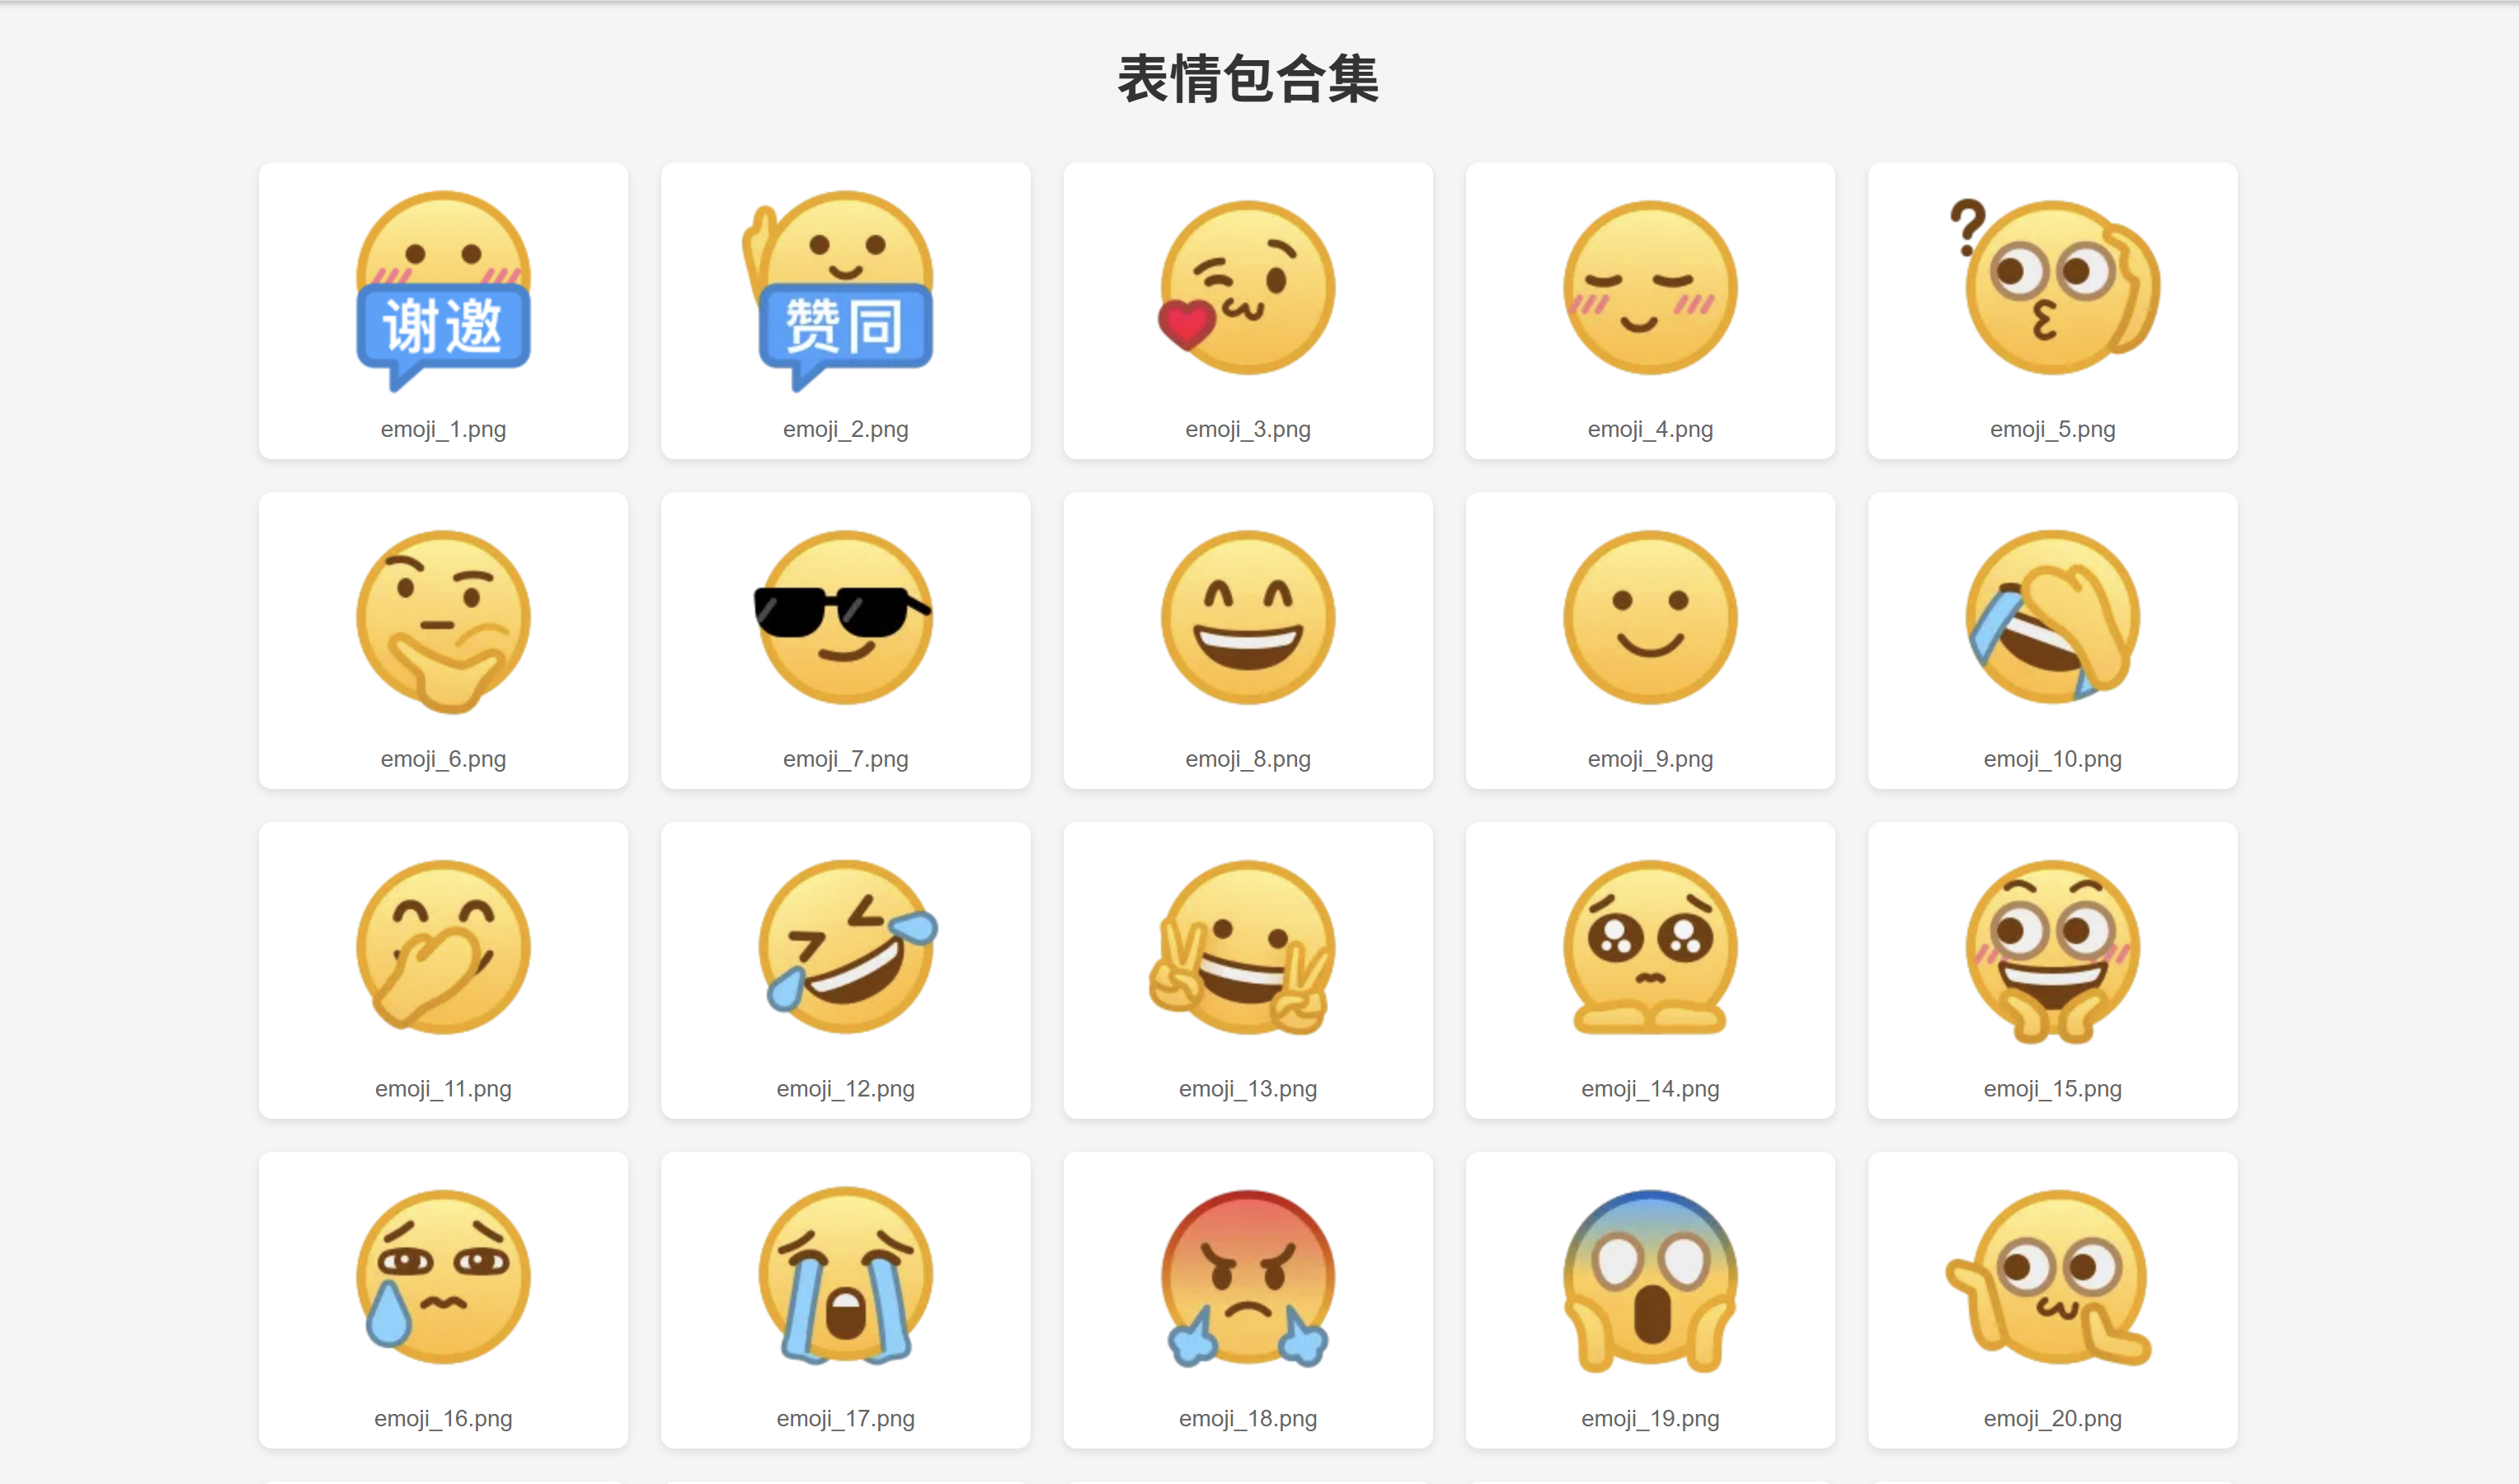 表情包合集
谢邀
赞同
emoji_1.png
emoji_2.png
emoji_3.png
emoji_4.png
?
emoji_5.png
emoji_6.png
emoji_7.png
emoji_8.png
emoji_9.png
emoji_10.png
emoji_11.png
emoji_12.png
emoji_13.png
emoji_14.png
emoji_15.png
emoji_16.png
emoji_17.png
emoji_18.png
emoji_19.png
emoji_20.png